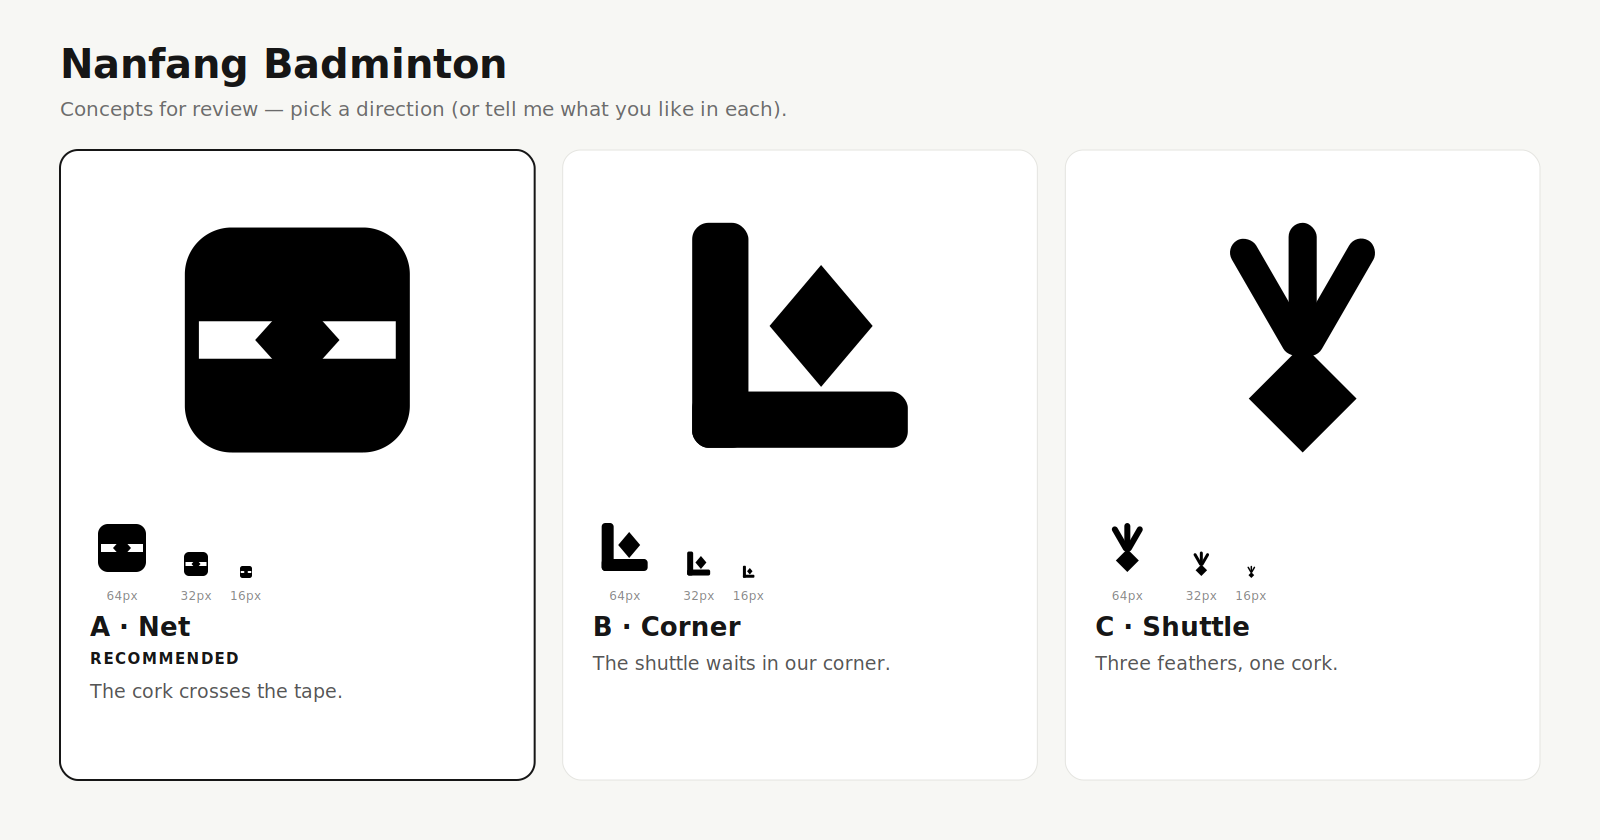 Nanfang Badminton
Concepts for review — pick a direction (or tell me what you like in each).
64px 32px 16px
A · Net
RECOMMENDED
The cork crosses the tape.
64px 32px 16px
B · Corner
The shuttle waits in our corner.
64px 32px 16px
C · Shuttle
Three feathers, one cork.